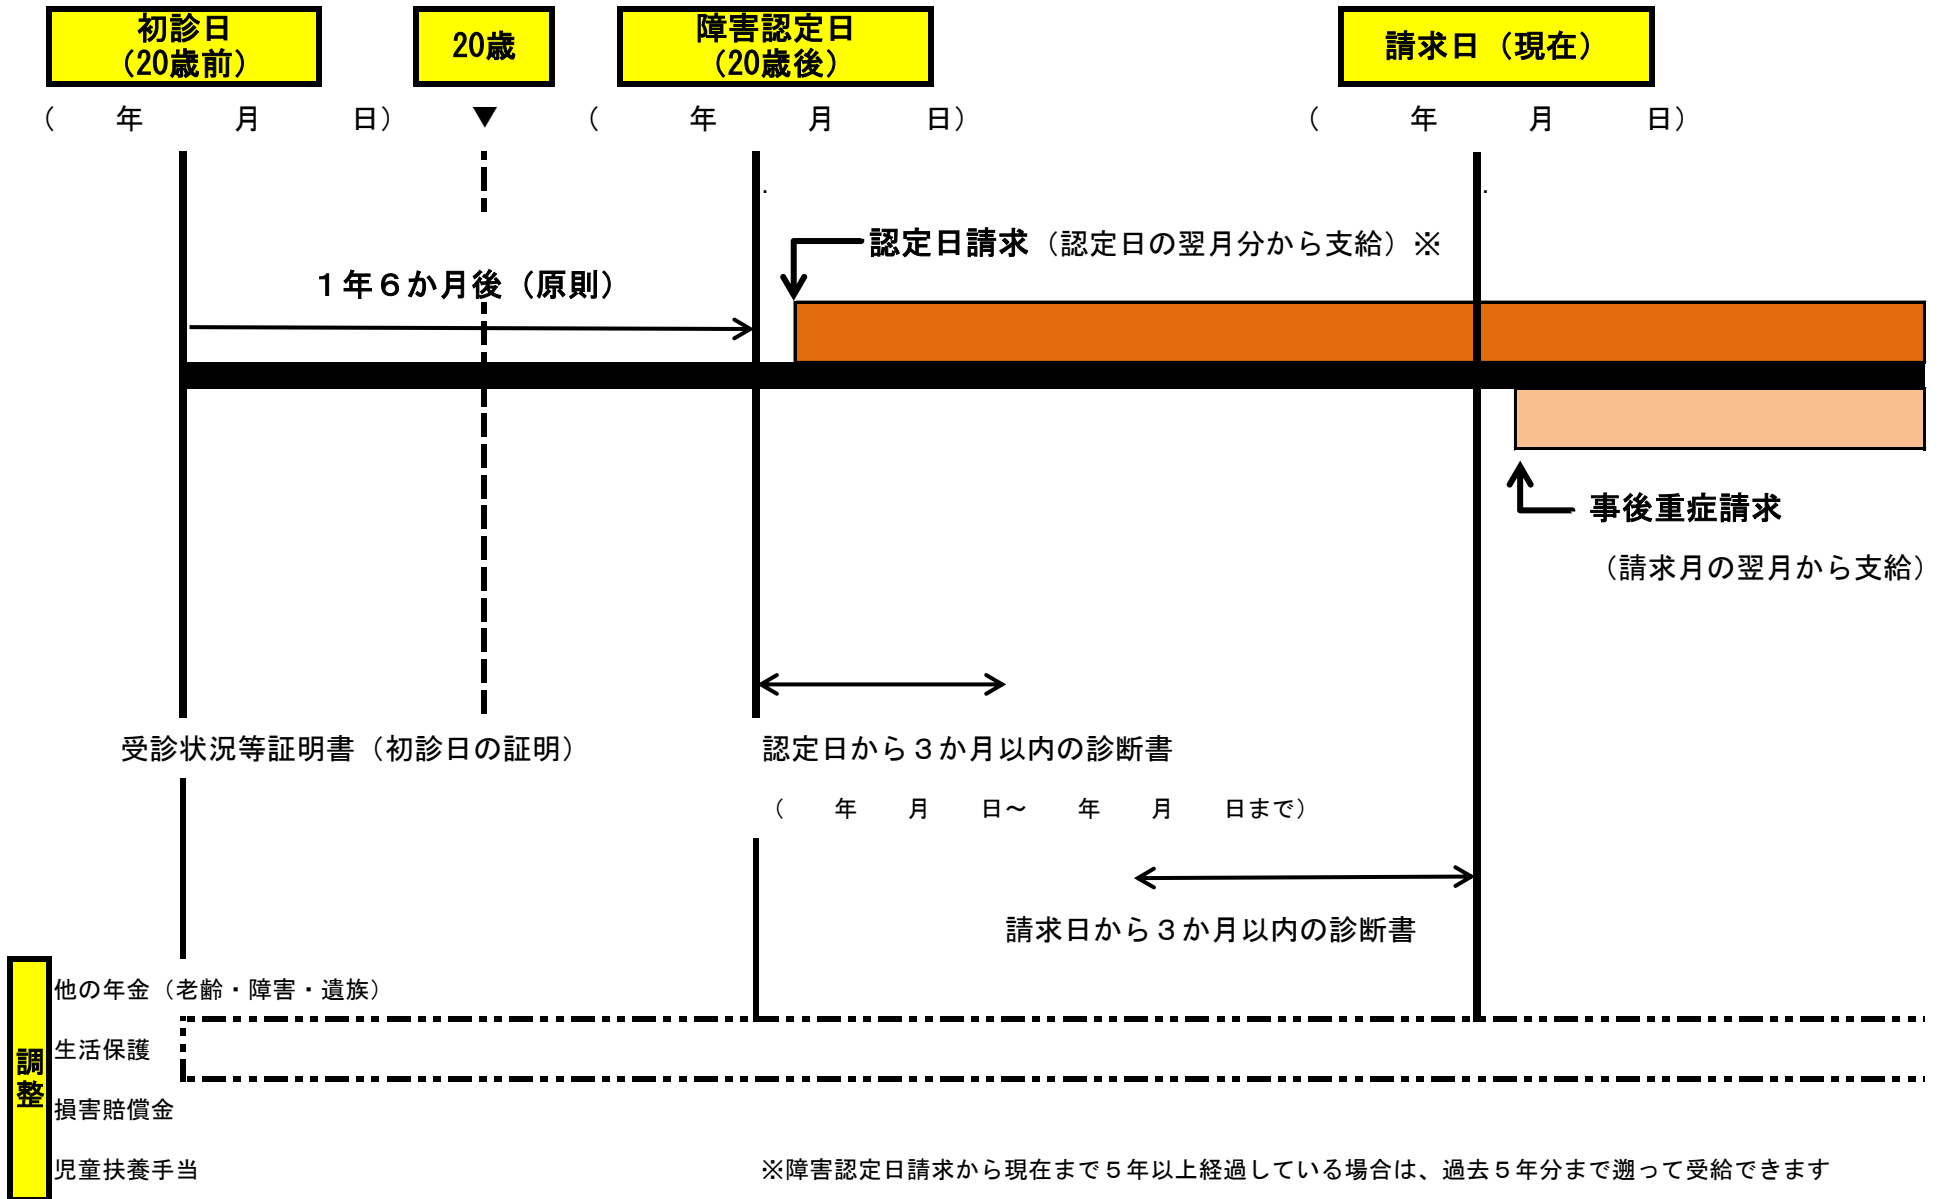 初診日
（20歳前）
20歳
障害認定日
（20歳後）
請求日（現在）
（　　年　　　月　　　日）
▼
（　　　年　　　月　　　日）
（　　　年　　　月　　　日）
認定日請求（認定日の翌月分から支給）※
１年６か月後（原則）
事後重症請求
（請求月の翌月から支給）
受診状況等証明書（初診日の証明）
認定日から３か月以内の診断書
（　　年　　月　　日～　　年　　月　　日まで）
請求日から３か月以内の診断書
調整
他の年金（老齢・障害・遺族）
生活保護
損害賠償金
児童扶養手当
※障害認定日請求から現在まで５年以上経過している場合は、過去５年分まで遡って受給できます